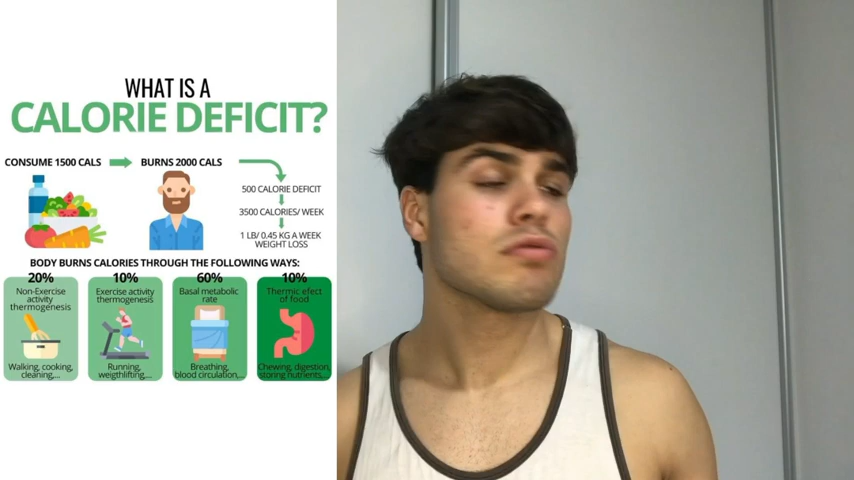 WHAT IS A
CALORIE DEFICIT?
CONSUME 1500 CALS
BURNS 2000 CALS
500 CALORIE DEFICIT
3500 CALORIES/ WEEK
1 LB/ 0.45 KG A WEEK
WEIGHT LOSS
BODY BURNS CALORIES THROUGH THE FOLLOWING WAYS:
20%
Non-Exercise
activity
thermogenesis
Walking, cooking,
cleaning,...
10%
Exercise activity
thermogenesis
Running,
weigthlifting,...
60%
Basal metabolic
rate
Breathing,
blood circulation,...
10%
Thermic efect
of food
Chewing, digestion,
storing nutrients,...